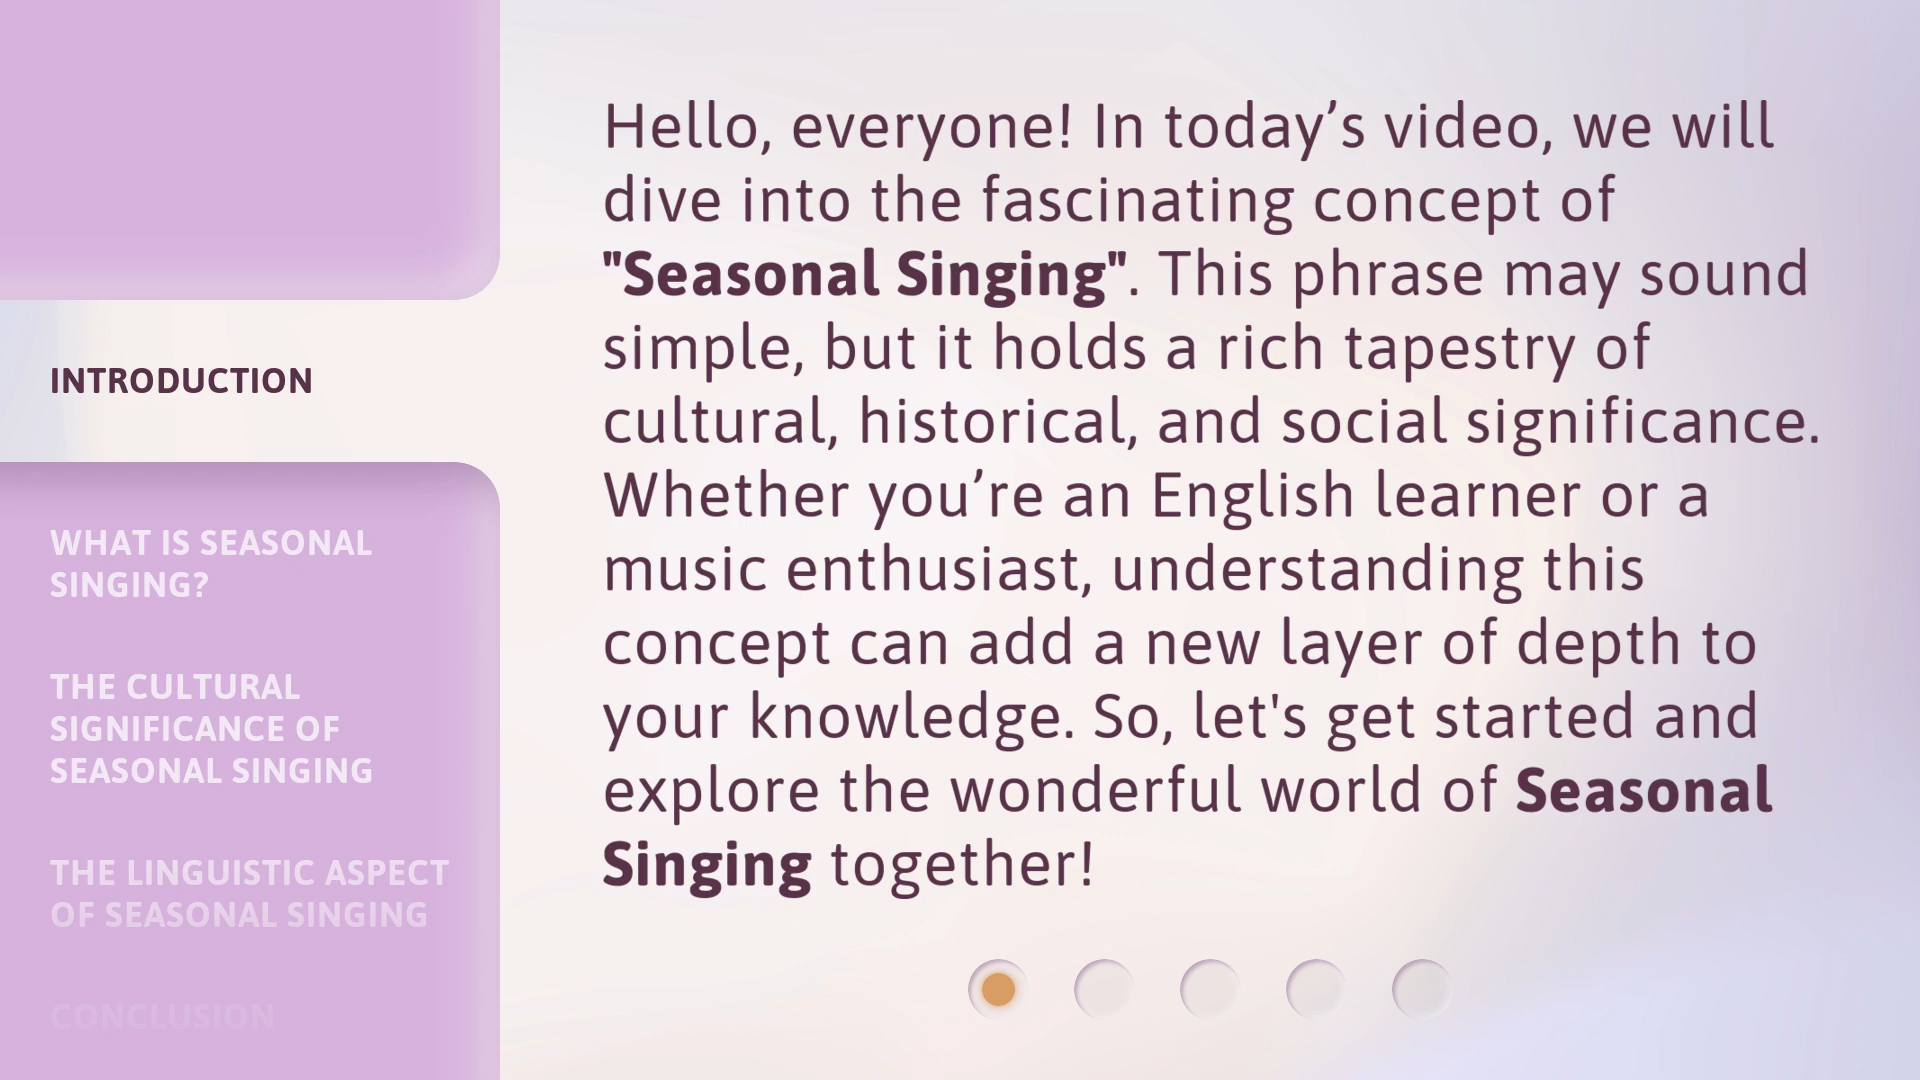 INTRODUCTION
WHAT IS SEASONAL
SINGING?
THE CULTURAL
SIGNIFICANCE OF
SEASONAL SINGING
THE LINGUISTIC ASPECT
OF SEASONAL SINGING
CONCLUSION
Hello, everyone! In today’s video, we will
dive into the fascinating concept of
"Seasonal Singing". This phrase may sound
simple, but it holds a rich tapestry of
cultural, historical, and social significance.
Whether you’re an English learner or a
music enthusiast, understanding this
concept can add a new layer of depth to
your knowledge. So, let's get started and
explore the wonderful world of Seasonal
Singing together!